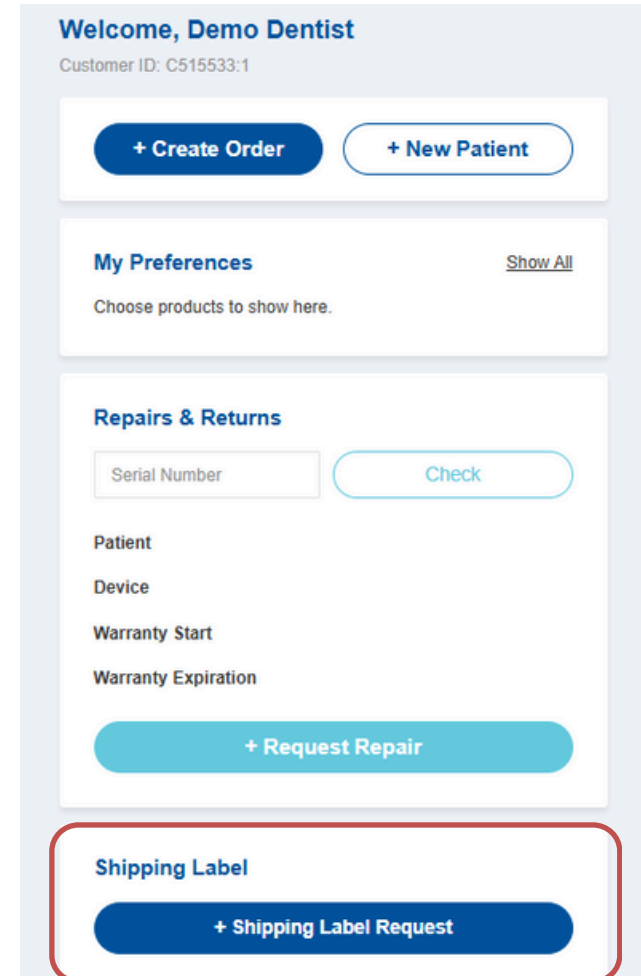 Welcome, Demo Dentist
Customer ID: C515533:1
+ Create Order
+ New Patient
My Preferences
Show All
Choose products to show here.
Repairs & Returns
Serial Number
Check
Patient
Device
Warranty Start
Warranty Expiration
+ Request Repair
Shipping Label
+ Shipping Label Request